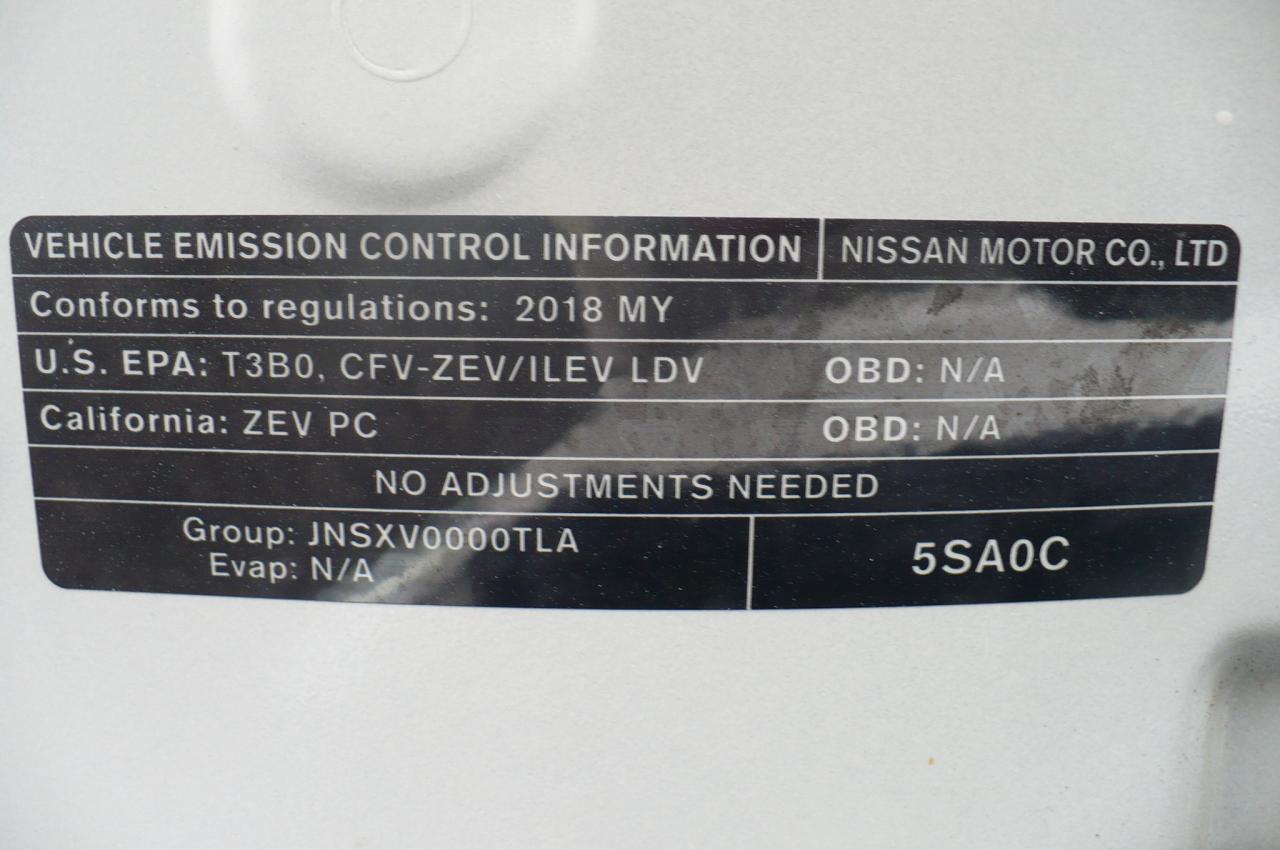 VEHICLE EMISSION CONTROL INFORMATION NISSAN MOTOR CO., LTD
Conforms to regulations: 2018 MY
U.S. EPA: T3B0, CFV-ZEV/ILEV LDV OBD: N/A
California: ZEV PC OBD: N/A
NO ADJUSTMENTS NEEDED
Group: JNSXV0000TLA
Evap: N/A
5SA0C